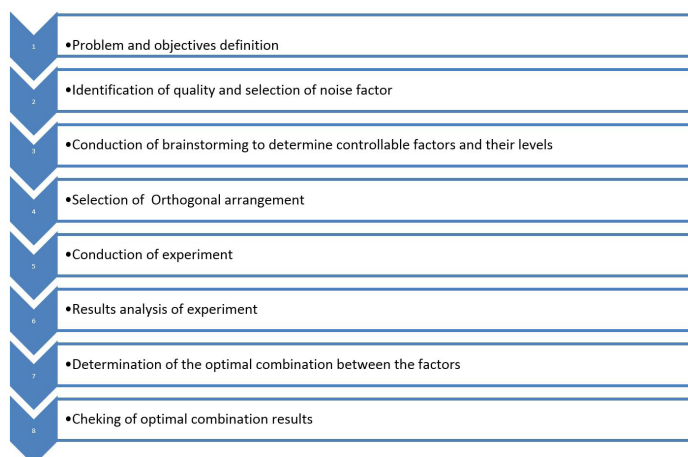 1
•Problem and objectives definition
2
•Identification of quality and selection of noise factor
3
•Conduction of brainstorming to determine controllable factors and their levels
4
•Selection of  Orthogonal arrangement
5
•Conduction of experiment
6
•Results analysis of experiment
7
•Determination of the optimal combination between the factors
8
•Cheking of optimal combination results